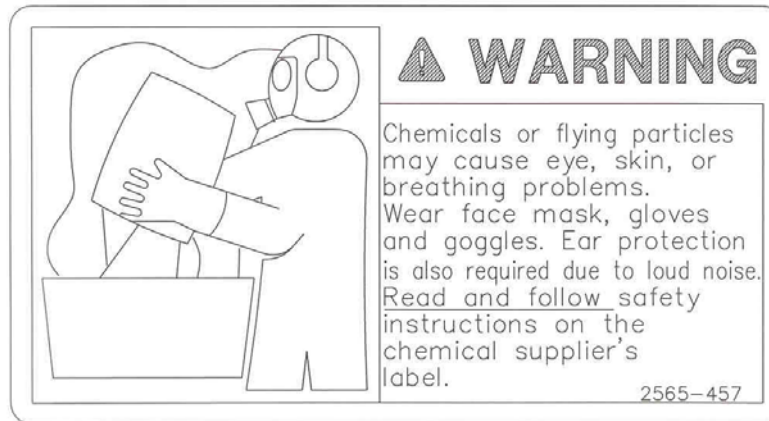 WARNING
Chemicals or flying particles
may cause eye, skin, or
breathing problems.
Wear face mask, gloves
and goggles. Ear protection
is also required due to loud noise.
Read and follow safety
instructions on the
chemical supplier's
label.
2565-457